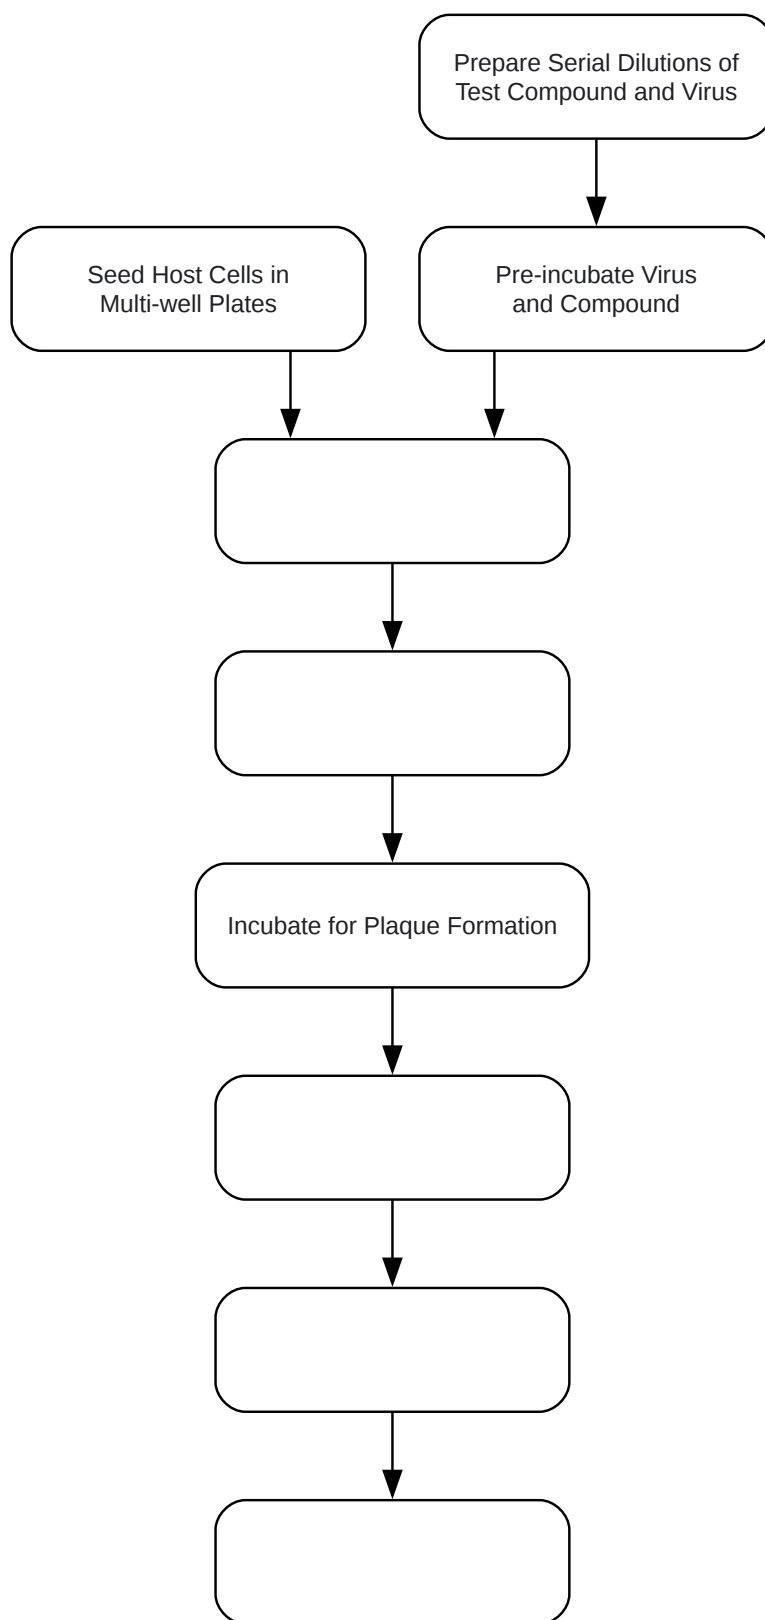 Prepare Serial Dilutions of
Test Compound and Virus
Seed Host Cells in
Multi-well Plates
Pre-incubate Virus
and Compound
Incubate for Plaque Formation